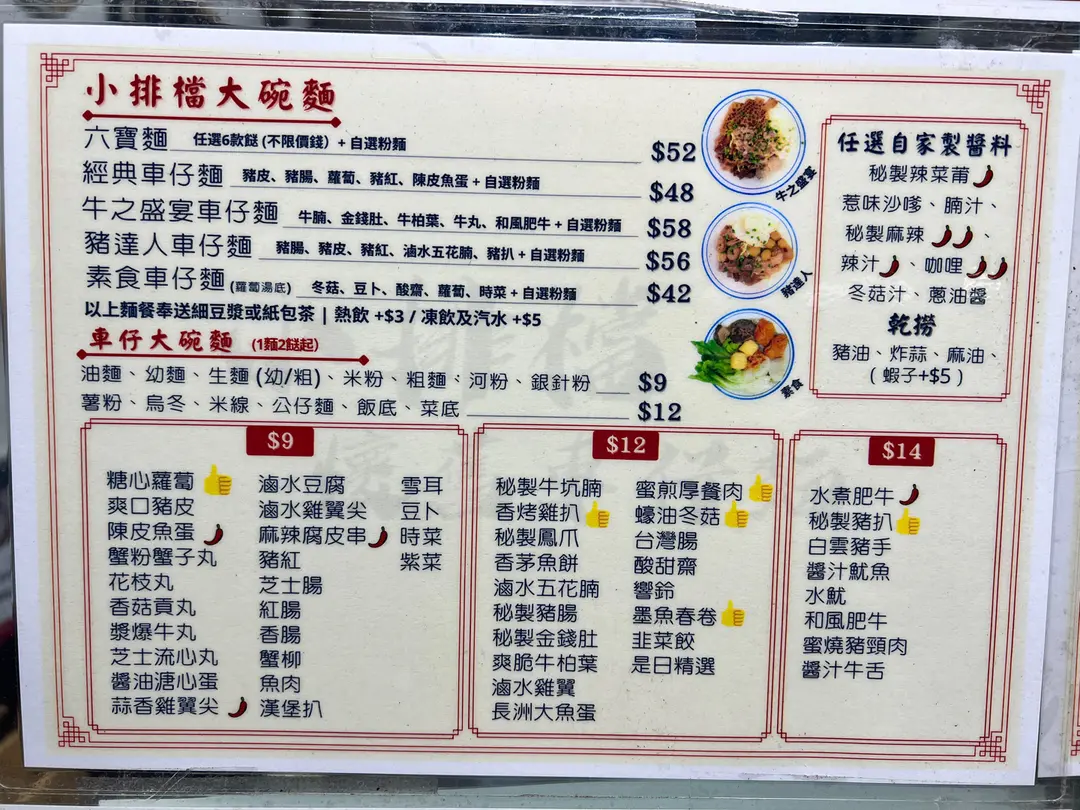 小排檔大碗麵
六寶麵 任選6款餸 (不限價錢) + 自選粉麵 $52
經典車仔麵 豬皮、豬腸、蘿蔔、豬紅、陳皮魚蛋 + 自選粉麵 $48
牛之盛宴車仔麵 牛腩、金錢肚、牛柏葉、牛丸、和風肥牛 + 自選粉麵 $58
豬達人車仔麵 豬腸、豬皮、豬紅、滷水五花腩、豬扒 + 自選粉麵 $56
素食車仔麵 (蘿蔔湯底) 冬菇、豆卜、酸齋、蘿蔔、時菜 + 自選粉麵 $42
以上麵餐奉送細豆漿或紙包茶 | 熱飲 +$3 / 凍飲及汽水 +$5
牛之盛宴
豬達人
素食
任選自家製醬料
秘製辣菜莆
惹味沙嗲、腩汁、
秘製麻辣、
辣汁、咖哩
冬菇汁、蔥油醬
乾撈
豬油、炸蒜、麻油、
(蝦子+$5)
車仔大碗麵 (1麵2餸起)
油麵、幼麵、生麵 (幼/粗)、米粉、粗麵、河粉、銀針粉 $9
薯粉、烏冬、米線、公仔麵、飯底、菜底 $12
$9
糖心蘿蔔
爽口豬皮
陳皮魚蛋
蟹粉蟹子丸
花枝丸
香菇貢丸
漿爆牛丸
芝士流心丸
醬油溏心蛋
蒜香雞翼尖
滷水豆腐
滷水雞翼尖
麻辣腐皮串
豬紅
芝士腸
紅腸
香腸
蟹柳
魚肉
漢堡扒
雪耳
豆卜
時菜
紫菜
$12
秘製牛坑腩
香烤雞扒
秘製鳳爪
香茅魚餅
滷水五花腩
秘製豬腸
秘製金錢肚
爽脆牛柏葉
滷水雞翼
長洲大魚蛋
蜜煎厚餐肉
蠔油冬菇
台灣腸
酸甜齋
響鈴
墨魚春卷
韭菜餃
是日精選
$14
水煮肥牛
秘製豬扒
白雲豬手
醬汁魷魚
水魷
和風肥牛
蜜燒豬頸肉
醬汁牛舌